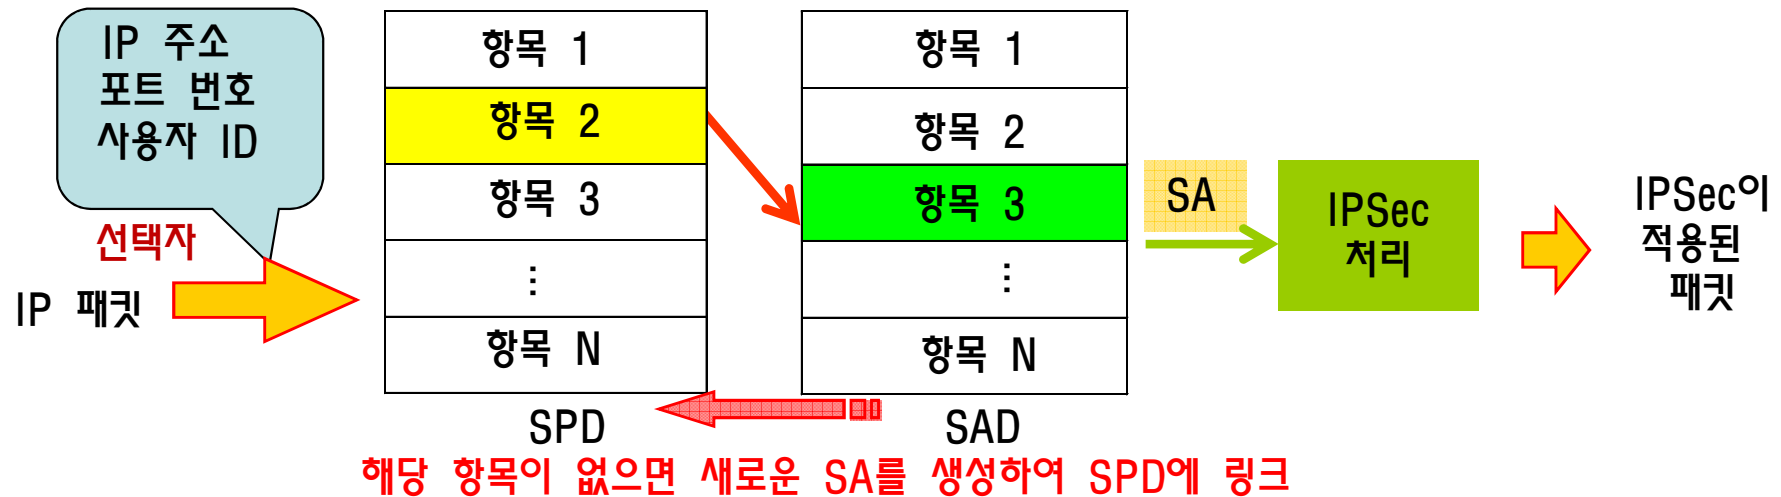 IP 주소
포트 번호
사용자 ID
선택자
IP 패킷
항목 1
항목 2
항목 3
⋮
항목 N
SPD
항목 1
항목 2
항목 3
⋮
항목 N
SAD
SA
IPSec
처리
IPSec이
적용된
패킷
해당 항목이 없으면 새로운 SA를 생성하여 SPD에 링크